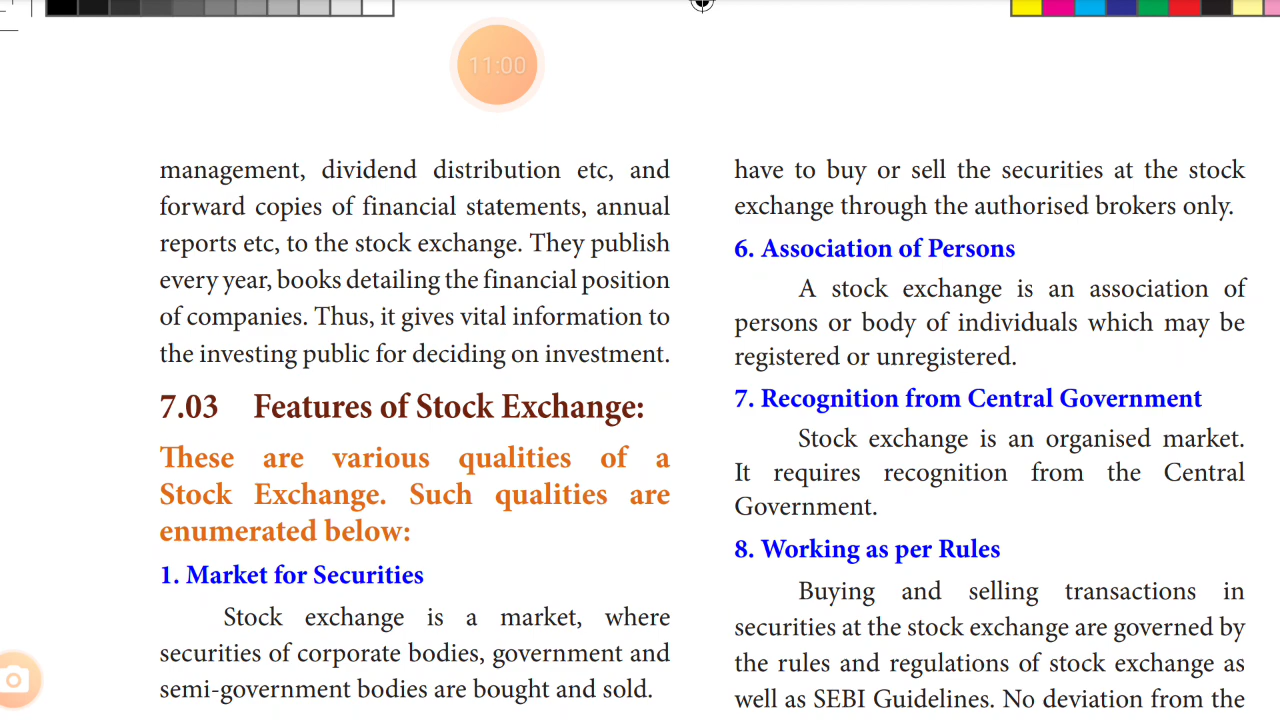 11:00
management, dividend distribution etc, and
forward copies of financial statements, annual
reports etc, to the stock exchange. They publish
every year, books detailing the financial position
of companies. Thus, it gives vital information to
the investing public for deciding on investment.
7.03 Features of Stock Exchange:
These are various qualities of a
Stock Exchange. Such qualities are
enumerated below:
1. Market for Securities
Stock exchange is a market, where
securities of corporate bodies, government and
semi-government bodies are bought and sold.
have to buy or sell the securities at the stock
exchange through the authorised brokers only.
6. Association of Persons
A stock exchange is an association of
persons or body of individuals which may be
registered or unregistered.
7. Recognition from Central Government
Stock exchange is an organised market.
It requires recognition from the Central
Government.
8. Working as per Rules
Buying and selling transactions in
securities at the stock exchange are governed by
the rules and regulations of stock exchange as
well as SEBI Guidelines. No deviation from the